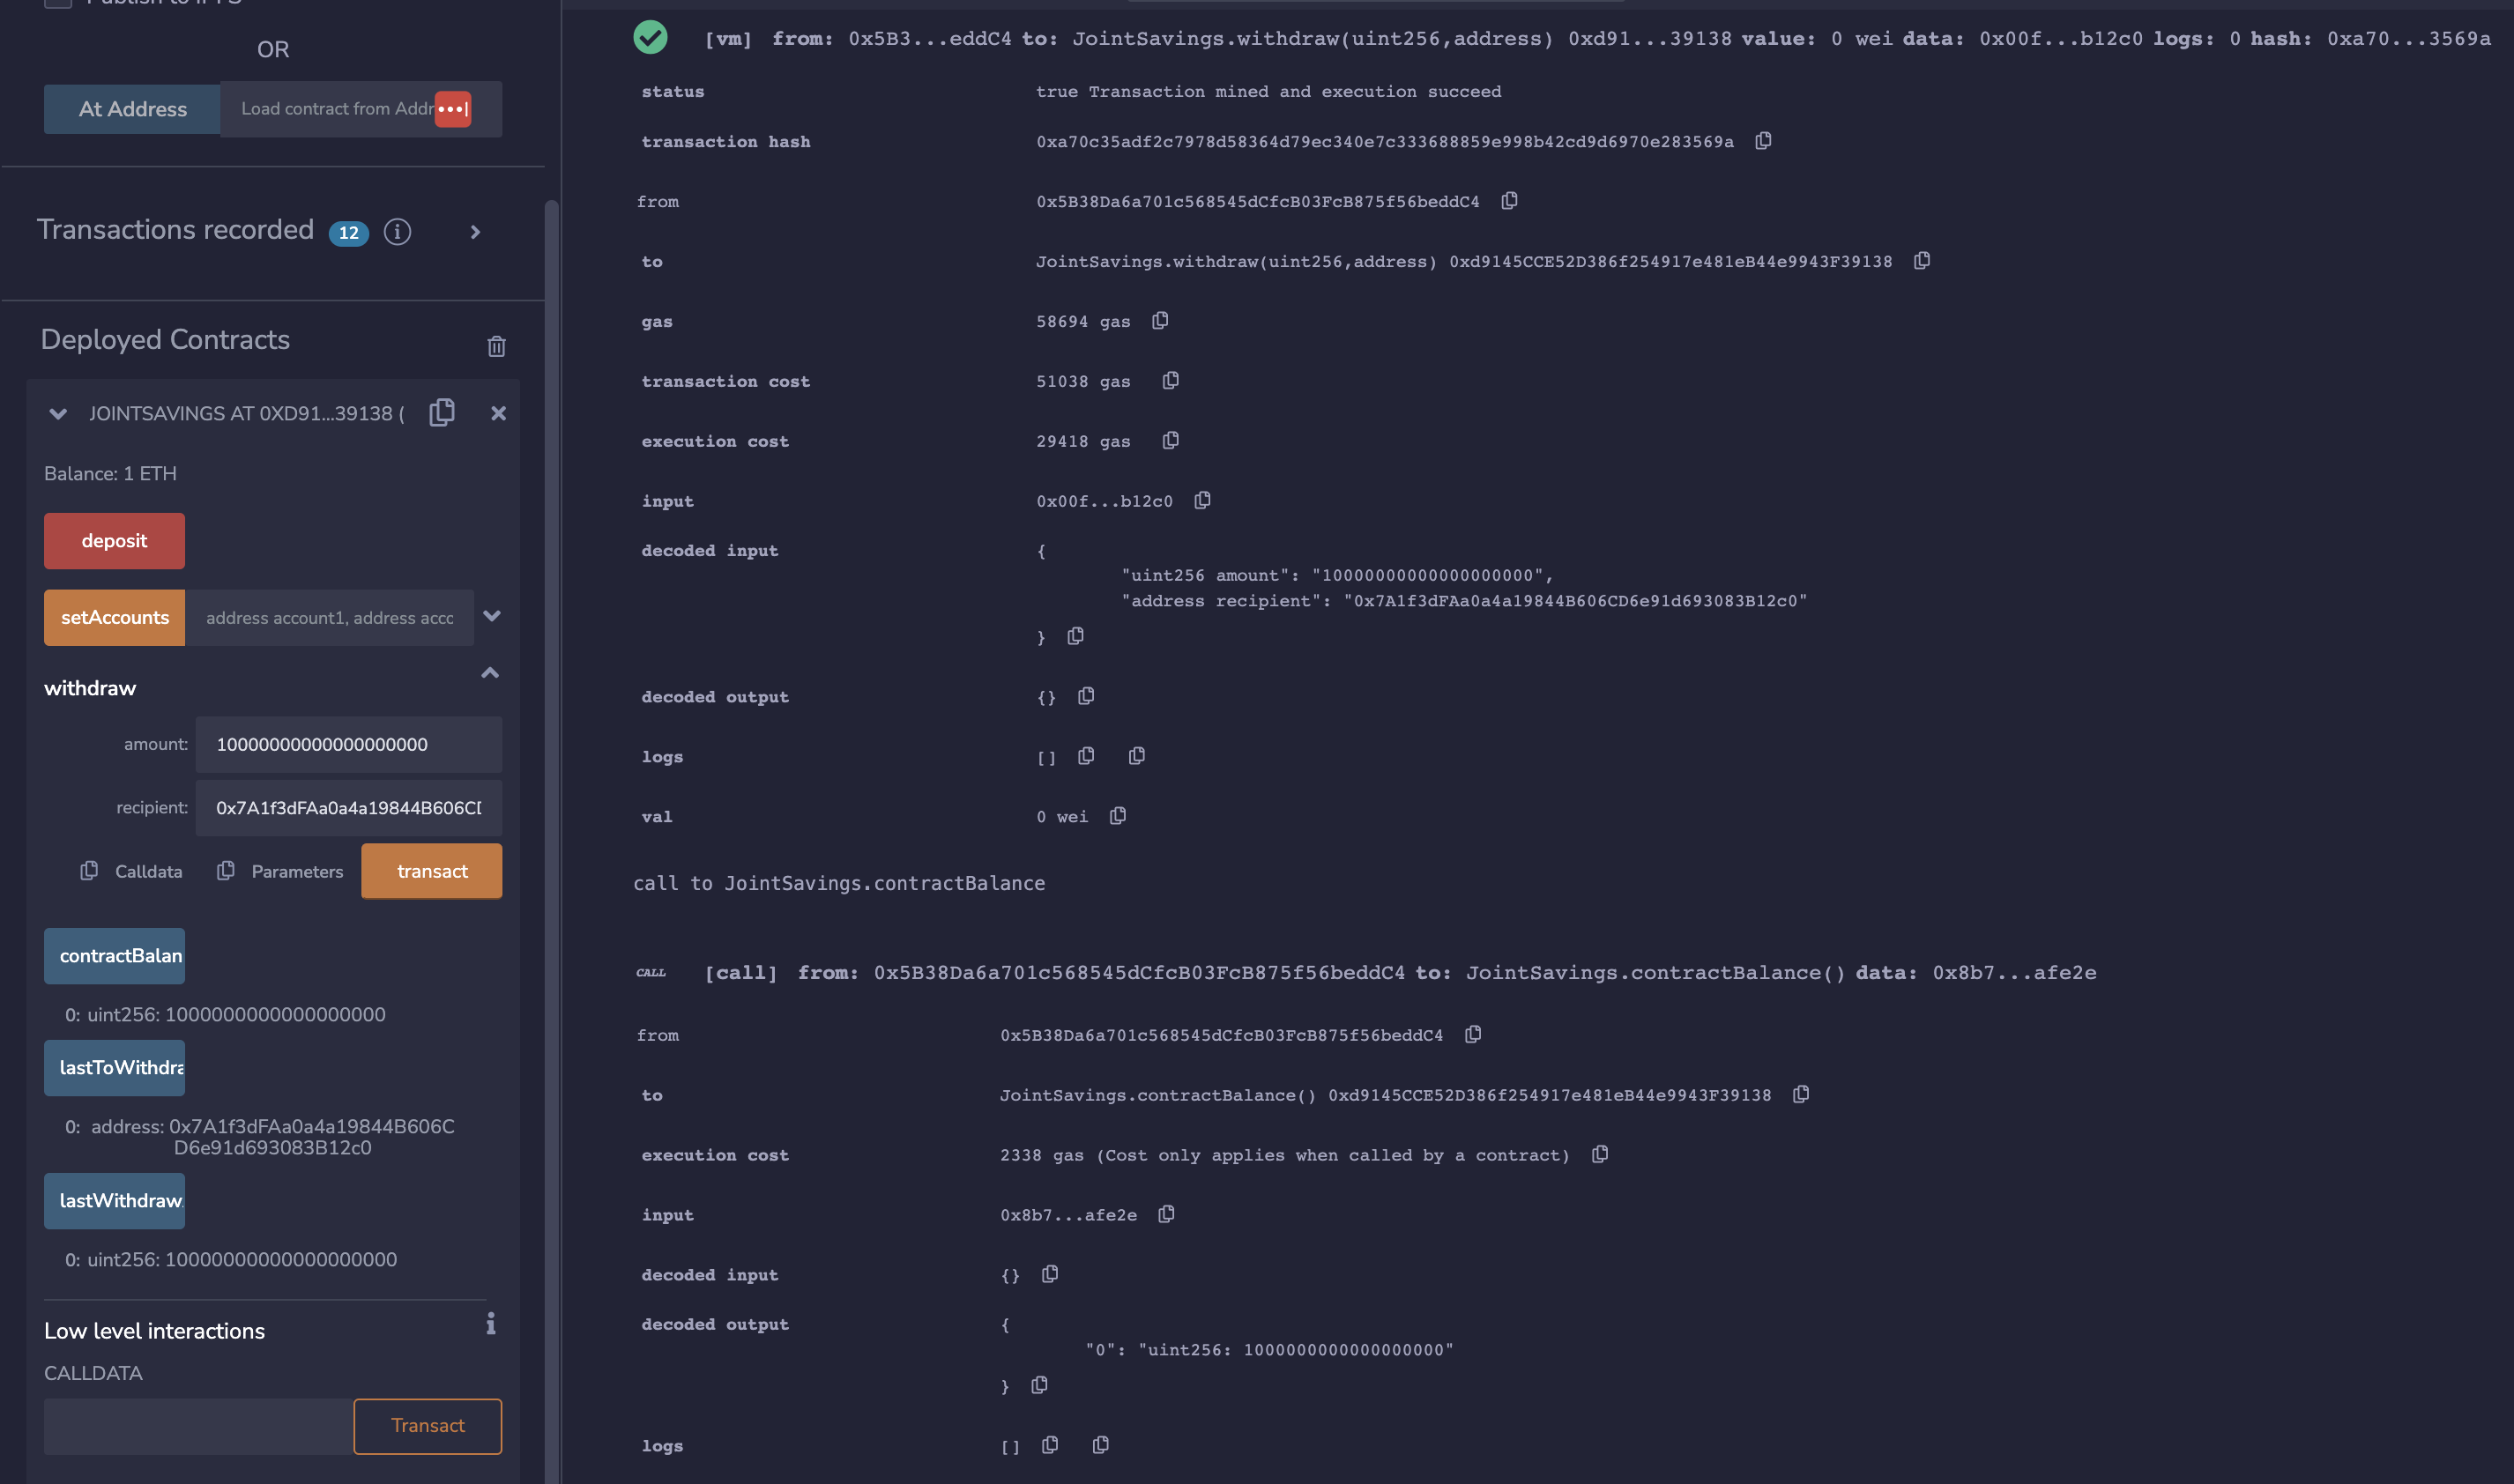 Publish to IPFS
OR
At Address
Load contract from Addr
Transactions recorded 12
Deployed Contracts
JOINTSAVINGS AT 0XD91...39138 (
Balance: 1 ETH
deposit
setAccounts address account1, address acco
withdraw
amount: 10000000000000000000
recipient: 0x7A1f3dFAa0a4a19844B606CD
Calldata Parameters transact
contractBalan
0: uint256: 1000000000000000000
lastToWithdra
0: address: 0x7A1f3dFAa0a4a19844B606C
D6e91d693083B12c0
lastWithdraw
0: uint256: 10000000000000000000
Low level interactions
CALLDATA
Transact
[vm] from: 0x5B3...eddC4 to: JointSavings.withdraw(uint256,address) 0xd91...39138 value: 0 wei data: 0x00f...b12c0 logs: 0 hash: 0xa70...3569a
status true Transaction mined and execution succeed
transaction hash 0xa70c35adf2c7978d58364d79ec340e7c333688859e998b42cd9d6970e283569a
from 0x5B38Da6a701c568545dCfcB03FcB875f56beddC4
to JointSavings.withdraw(uint256,address) 0xd9145CCE52D386f254917e481eB44e9943F39138
gas 58694 gas
transaction cost 51038 gas
execution cost 29418 gas
input 0x00f...b12c0
decoded input {
"uint256 amount": "10000000000000000000",
"address recipient": "0x7A1f3dFAa0a4a19844B606CD6e91d693083B12c0"
}
decoded output {}
logs []
val 0 wei
call to JointSavings.contractBalance
CALL [call] from: 0x5B38Da6a701c568545dCfcB03FcB875f56beddC4 to: JointSavings.contractBalance() data: 0x8b7...afe2e
from 0x5B38Da6a701c568545dCfcB03FcB875f56beddC4
to JointSavings.contractBalance() 0xd9145CCE52D386f254917e481eB44e9943F39138
execution cost 2338 gas (Cost only applies when called by a contract)
input 0x8b7...afe2e
decoded input {}
decoded output {
"0": "uint256: 1000000000000000000"
}
logs []